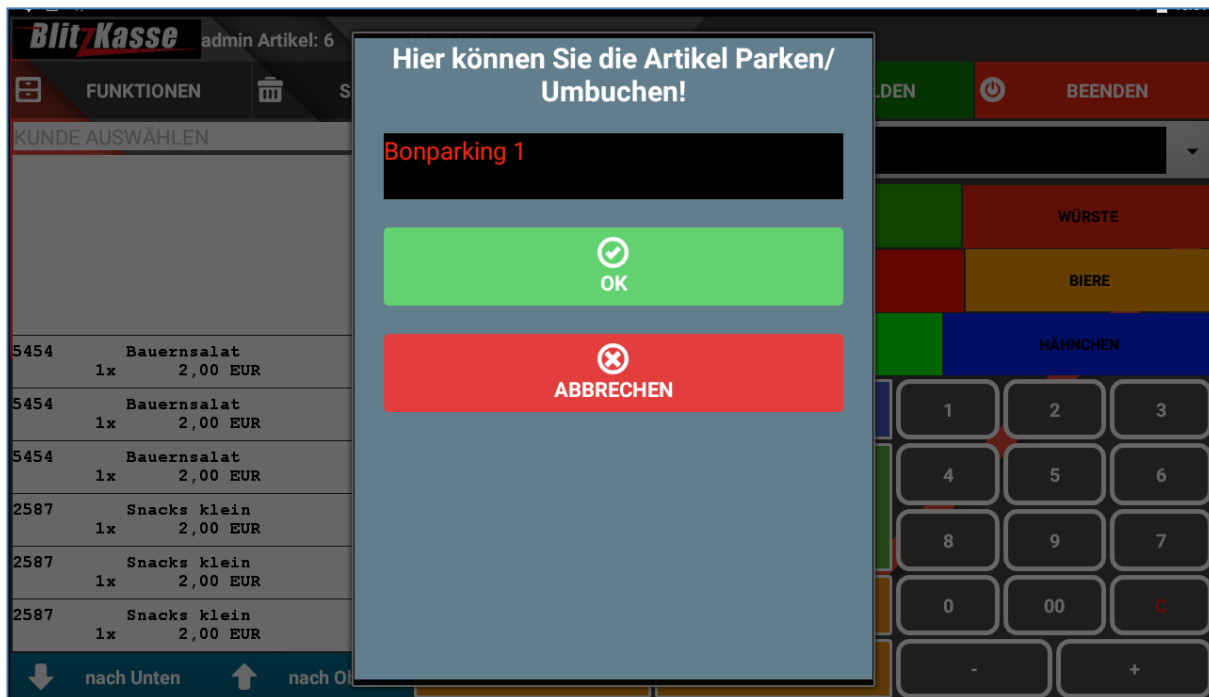 BlitzKasse admin Artikel: 6
Hier können Sie die Artikel Parken/
Umbuchen!
FUNKTIONEN
BEENDEN
KUNDE AUSWÄHLEN
Bonparking 1
OK
ABBRECHEN
WÜRSTE
BIERE
HÄHNCHEN
5454 Bauernsalat
1x 2,00 EUR
5454 Bauernsalat
1x 2,00 EUR
5454 Bauernsalat
1x 2,00 EUR
2587 Snacks klein
1x 2,00 EUR
2587 Snacks klein
1x 2,00 EUR
2587 Snacks klein
1x 2,00 EUR
nach Unten nach
1 2 3
4 5 6
8 9 7
0 00 C
- +